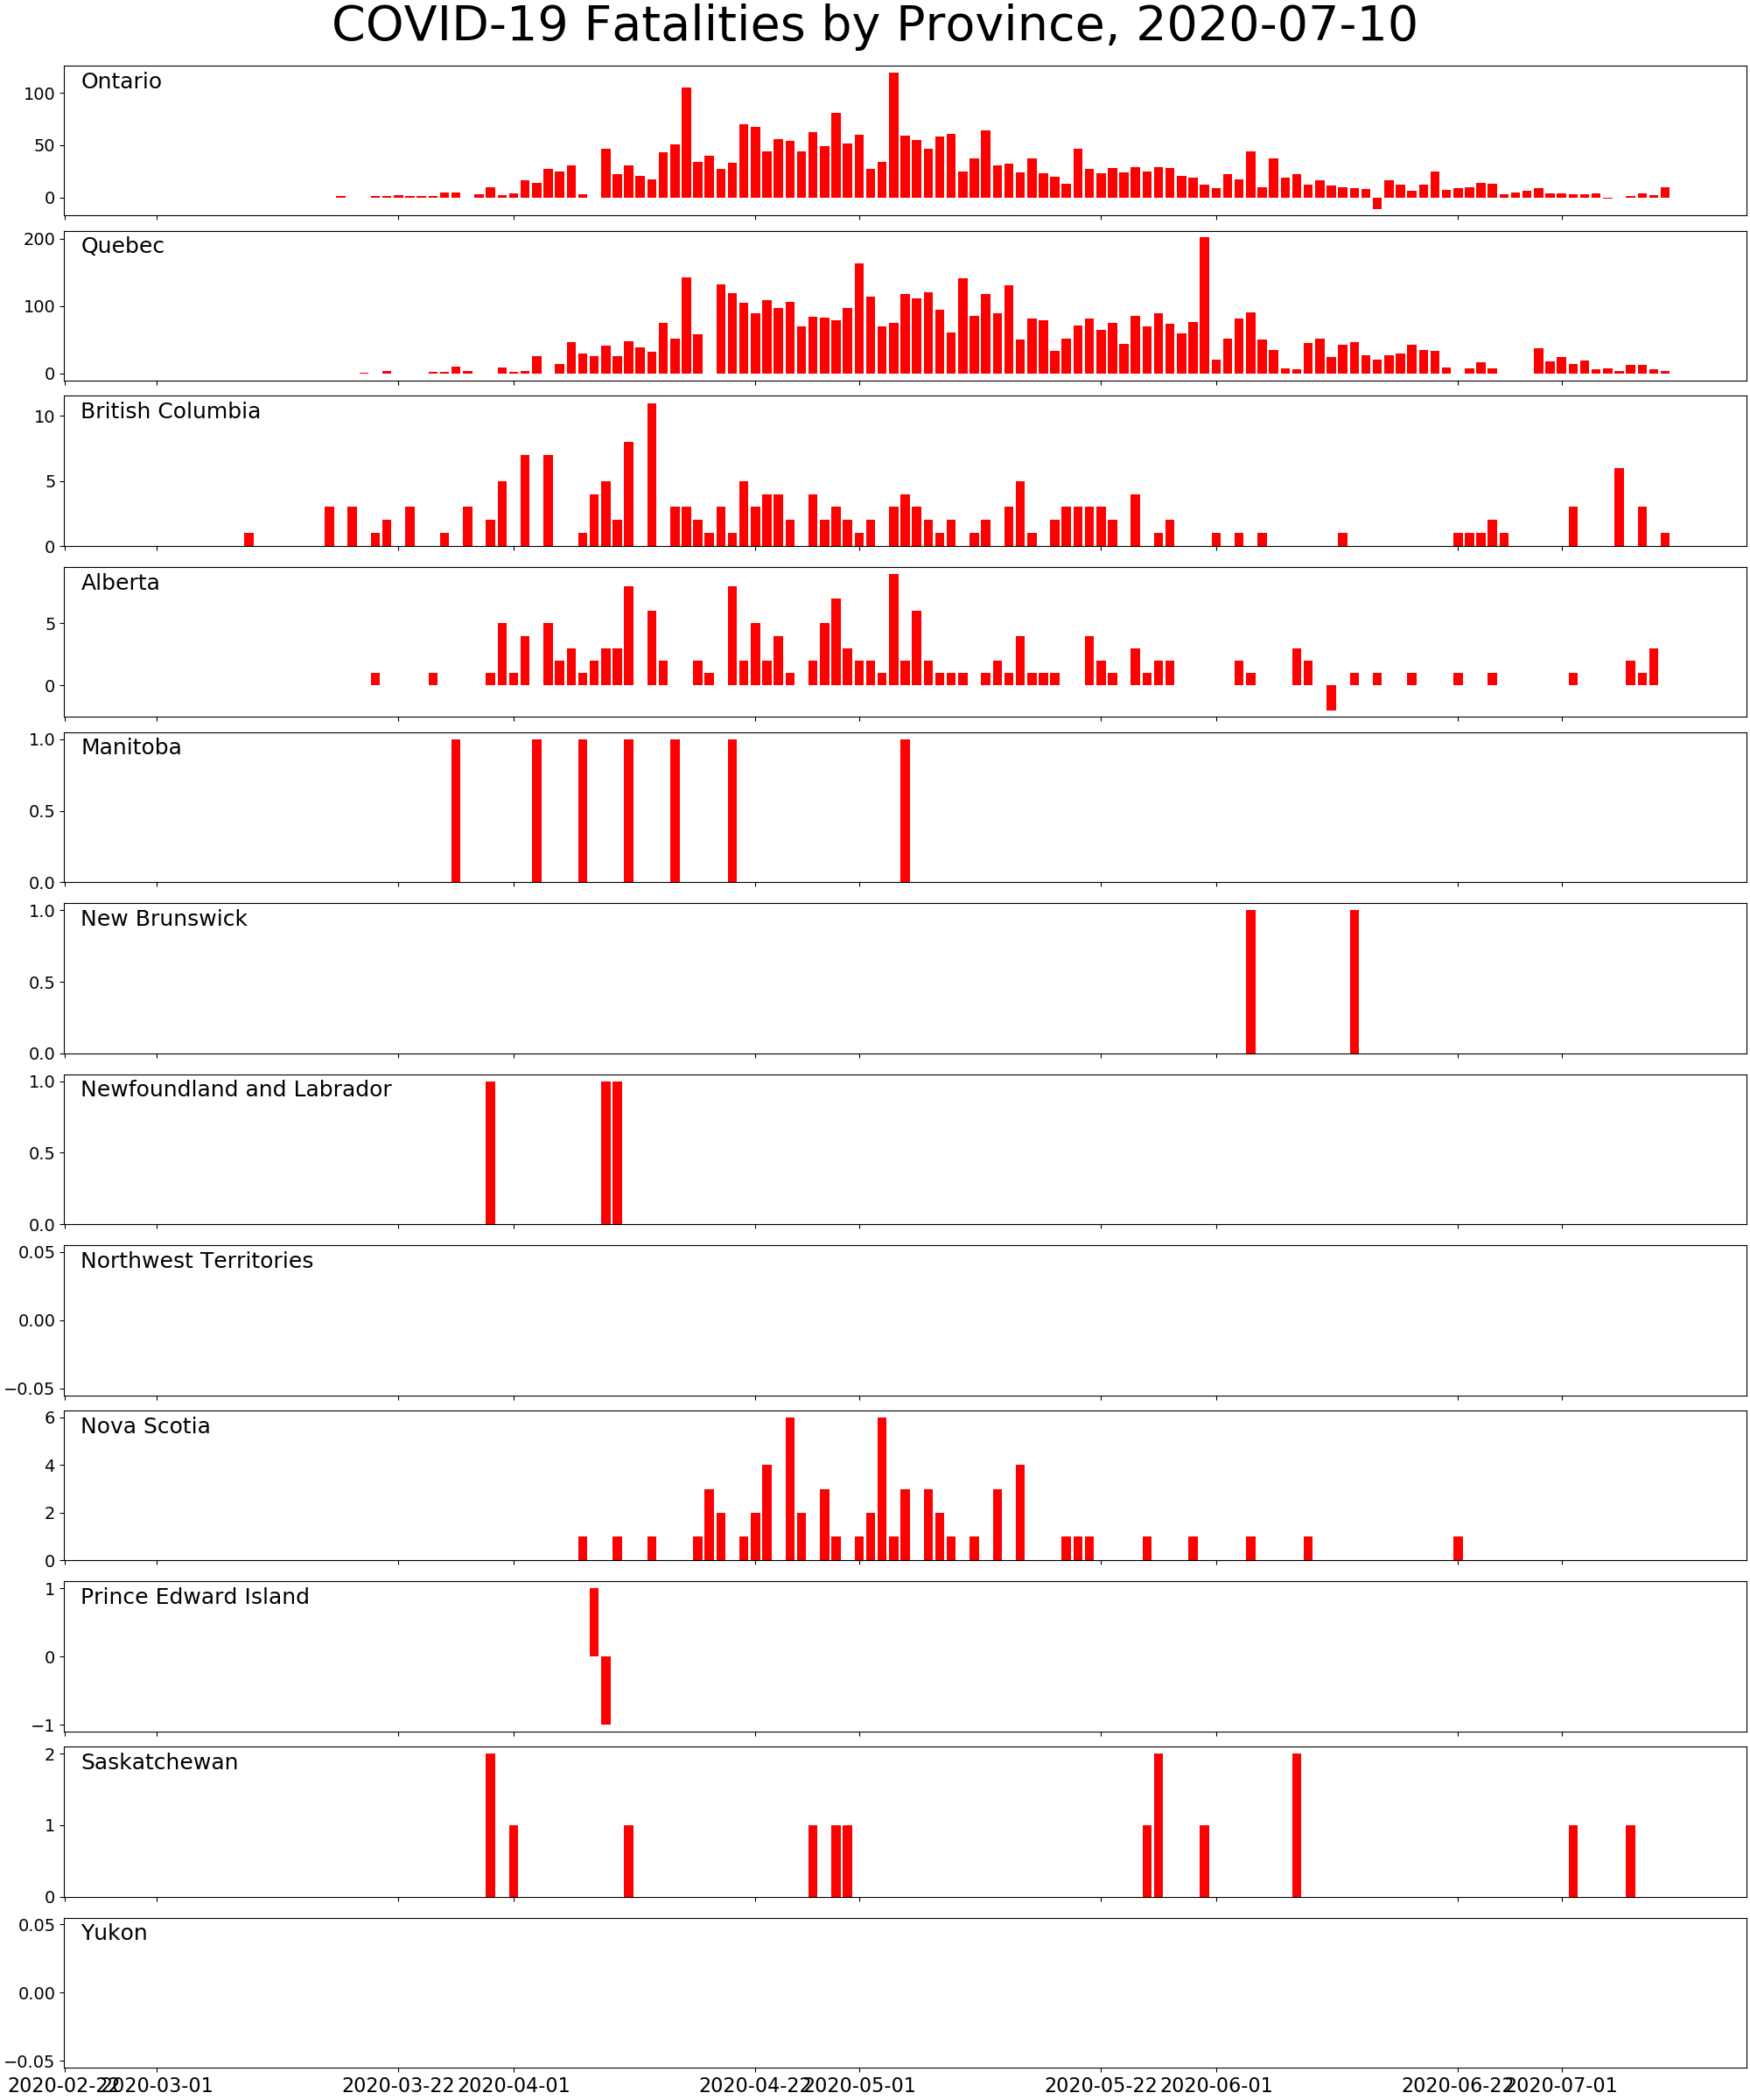 COVID-19 Fatalities by Province, 2020-07-10
Ontario
100
50
0
Quebec
200
100
0
British Columbia
10
5
0
Alberta
5
0
Manitoba
1.0
0.5
0.0
New Brunswick
1.0
0.5
0.0
Newfoundland and Labrador
1.0
0.5
0.0
Northwest Territories
0.05
0.00
−0.05
Nova Scotia
6
4
2
0
Prince Edward Island
1
0
−1
Saskatchewan
2
1
0
Yukon
0.05
0.00
−0.05
2020-02-22 2020-03-01 2020-03-22 2020-04-01 2020-04-22 2020-05-01 2020-05-22 2020-06-01 2020-06-22 2020-07-01